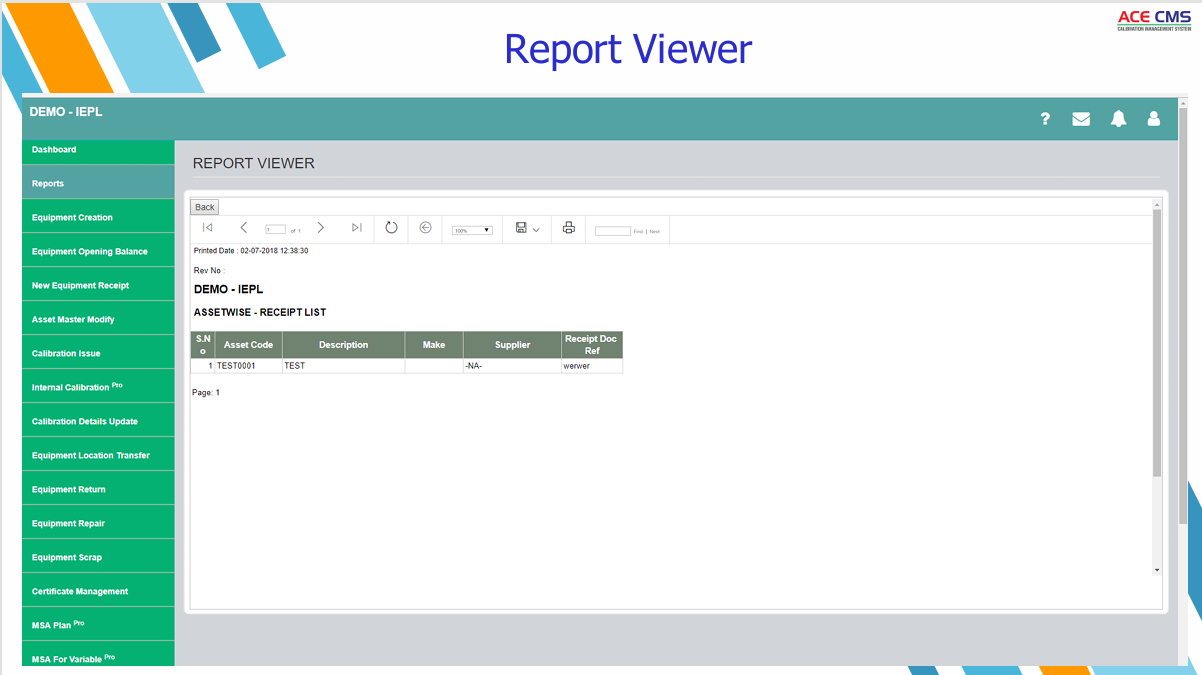 ACE CMS
CALIBRATION MANAGEMENT SYSTEM
Report Viewer
DEMO - IEPL
?
Dashboard
Reports
Equipment Creation
Equipment Opening Balance
New Equipment Receipt
Asset Master Modify
Calibration Issue
Internal Calibration Pro
Calibration Details Update
Equipment Location Transfer
Equipment Return
Equipment Repair
Equipment Scrap
Certificate Management
MSA Plan Pro
MSA For Variable Pro
REPORT VIEWER
Back
1 of 1 100% Find | Next
Printed Date : 02-07-2018 12:38:30
Rev No :
DEMO - IEPL
ASSETWISE - RECEIPT LIST
S.N
o
Asset Code
Description
Make
Supplier
Receipt Doc
Ref
1 TEST0001 TEST -NA- werwer
Page: 1